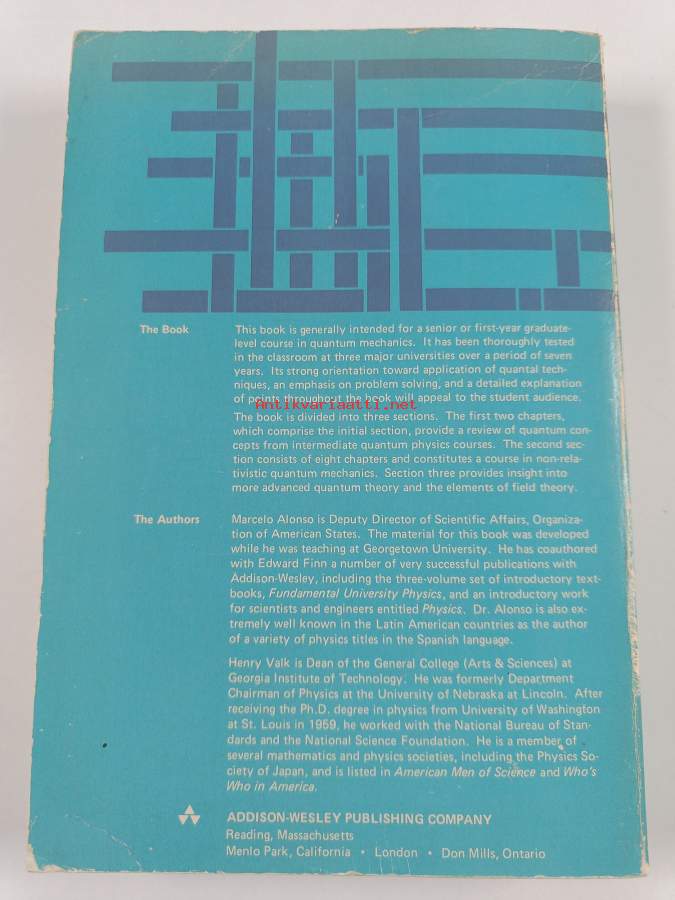 The Book
This book is generally intended for a senior or first-year graduate-
level course in quantum mechanics. It has been thoroughly tested
in the classroom at three major universities over a period of seven
years. Its strong orientation toward application of quantal tech-
niques, an emphasis on problem solving, and a detailed explanation
of points throughout the book will appeal to the student audience.
Antikvariaatti.net
The book is divided into three sections. The first two chapters,
which comprise the initial section, provide a review of quantum con-
cepts from intermediate quantum physics courses. The second sec-
tion consists of eight chapters and constitutes a course in non-rela-
tivistic quantum mechanics. Section three provides insight into
more advanced quantum theory and the elements of field theory.
The Authors
Marcelo Alonso is Deputy Director of Scientific Affairs, Organiza-
tion of American States. The material for this book was developed
while he was teaching at Georgetown University. He has coauthored
with Edward Finn a number of very successful publications with
Addison-Wesley, including the three-volume set of introductory text-
books, Fundamental University Physics, and an introductory work
for scientists and engineers entitled Physics. Dr. Alonso is also ex-
tremely well known in the Latin American countries as the author
of a variety of physics titles in the Spanish language.
Henry Valk is Dean of the General College (Arts & Sciences) at
Georgia Institute of Technology. He was formerly Department
Chairman of Physics at the University of Nebraska at Lincoln. After
receiving the Ph.D. degree in physics from University of Washington
at St. Louis in 1959, he worked with the National Bureau of Stan-
dards and the National Science Foundation. He is a member of
several mathematics and physics societies, including the Physics So-
ciety of Japan, and is listed in American Men of Science and Who's
Who in America.
ADDISON-WESLEY PUBLISHING COMPANY
Reading, Massachusetts
Menlo Park, California • London • Don Mills, Ontario